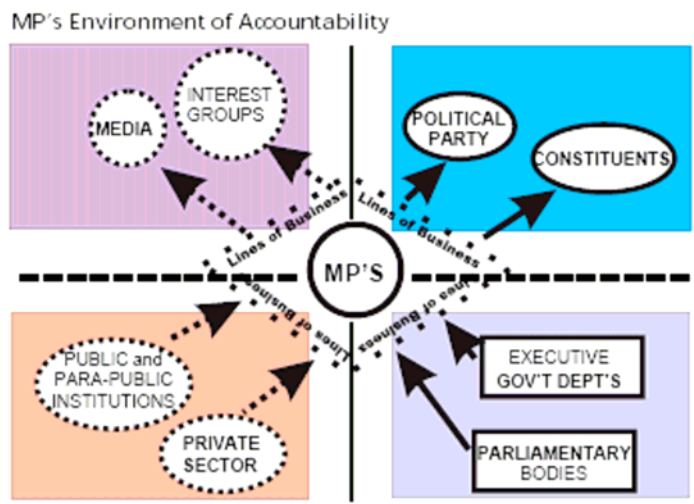 MP's Environment of Accountability
MEDIA
INTEREST
GROUPS
POLITICAL
PARTY
CONSTITUENTS
Lines of Business
Lines of Business
MP'S
Lines of Business
Lines of Business
PUBLIC and
PARA-PUBLIC
INSTITUTIONS
PRIVATE
SECTOR
EXECUTIVE
GOV'T DEPT'S
PARLIAMENTARY
BODIES